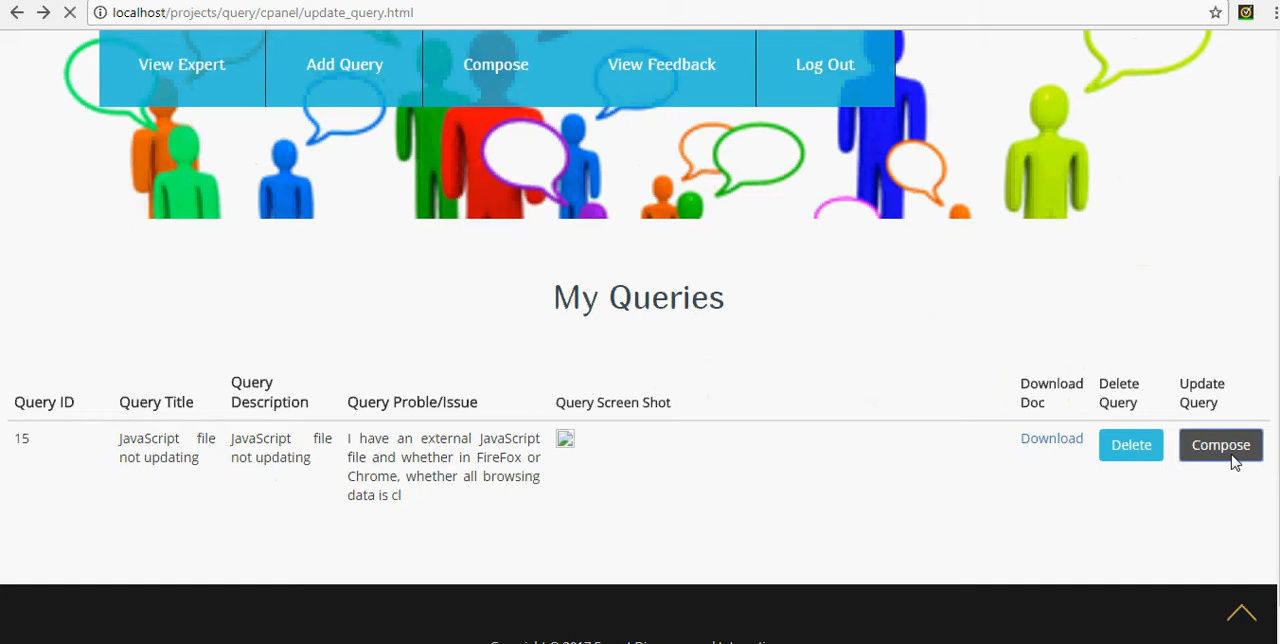 localhost/projects/query/cpanel/update_query.html
View Expert Add Query Compose View Feedback Log Out
My Queries
Query ID Query Title Query Description Query Proble/Issue Query Screen Shot Download Doc Delete Query Update Query
15
JavaScript file
not updating
JavaScript file
not updating
I have an external JavaScript
file and whether in FireFox or
Chrome, whether all browsing
data is cl
Download
Delete
Compose
Copyright © 2017